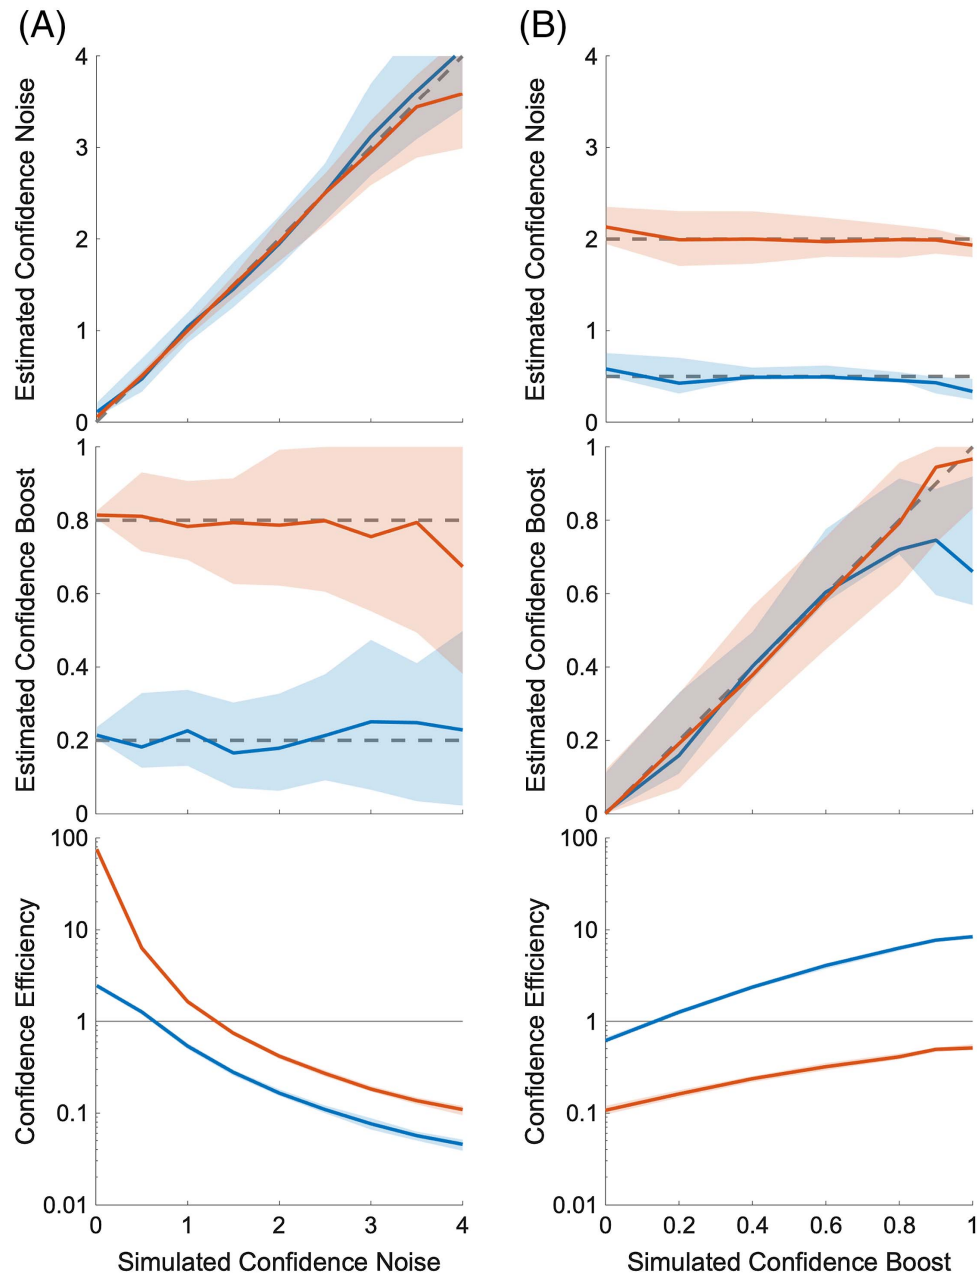 (A)
(B)
Estimated Confidence Noise
4
3
2
1
0
Estimated Confidence Noise
4
3
2
1
0
Estimated Confidence Boost
1
0.8
0.6
0.4
0.2
0
Estimated Confidence Boost
1
0.8
0.6
0.4
0.2
0
Confidence Efficiency
100
10
1
0.1
0.01
0 1 2 3 4
Simulated Confidence Noise
Confidence Efficiency
100
10
1
0.1
0.01
0 0.2 0.4 0.6 0.8 1
Simulated Confidence Boost